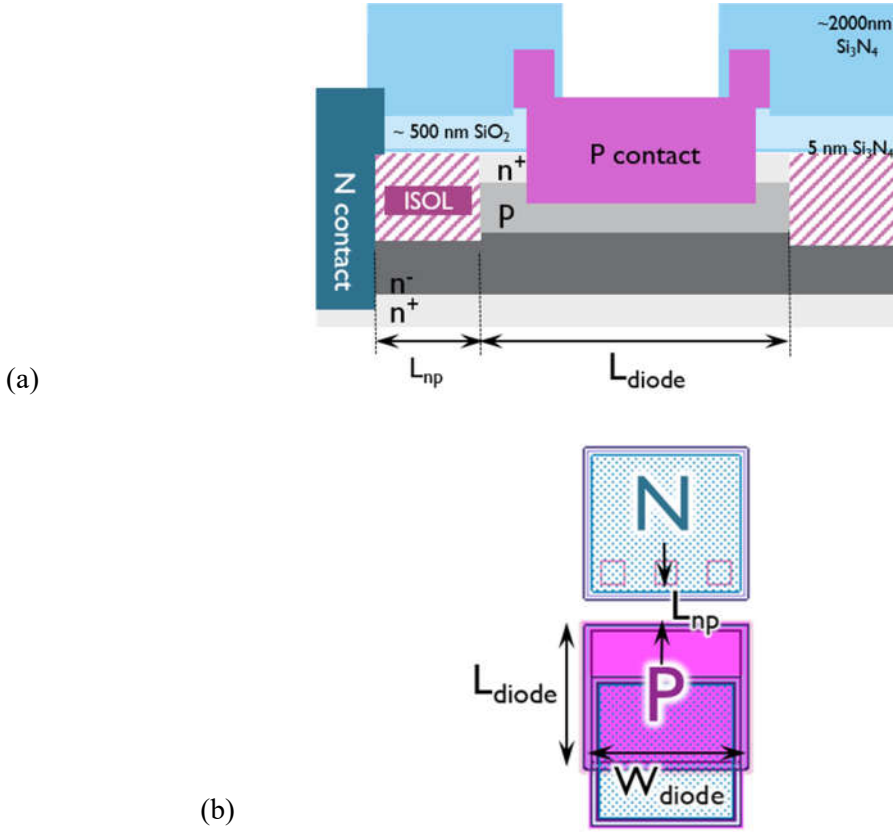 ~2000nm
Si₃N₄
~ 500 nm SiO₂
5 nm Si₃N₄
P contact
n⁺
N contact
ISOL
P
n⁻
n⁺
Lnp
Ldiode
(a)
N
Lnp
P
Ldiode
Wdiode
(b)